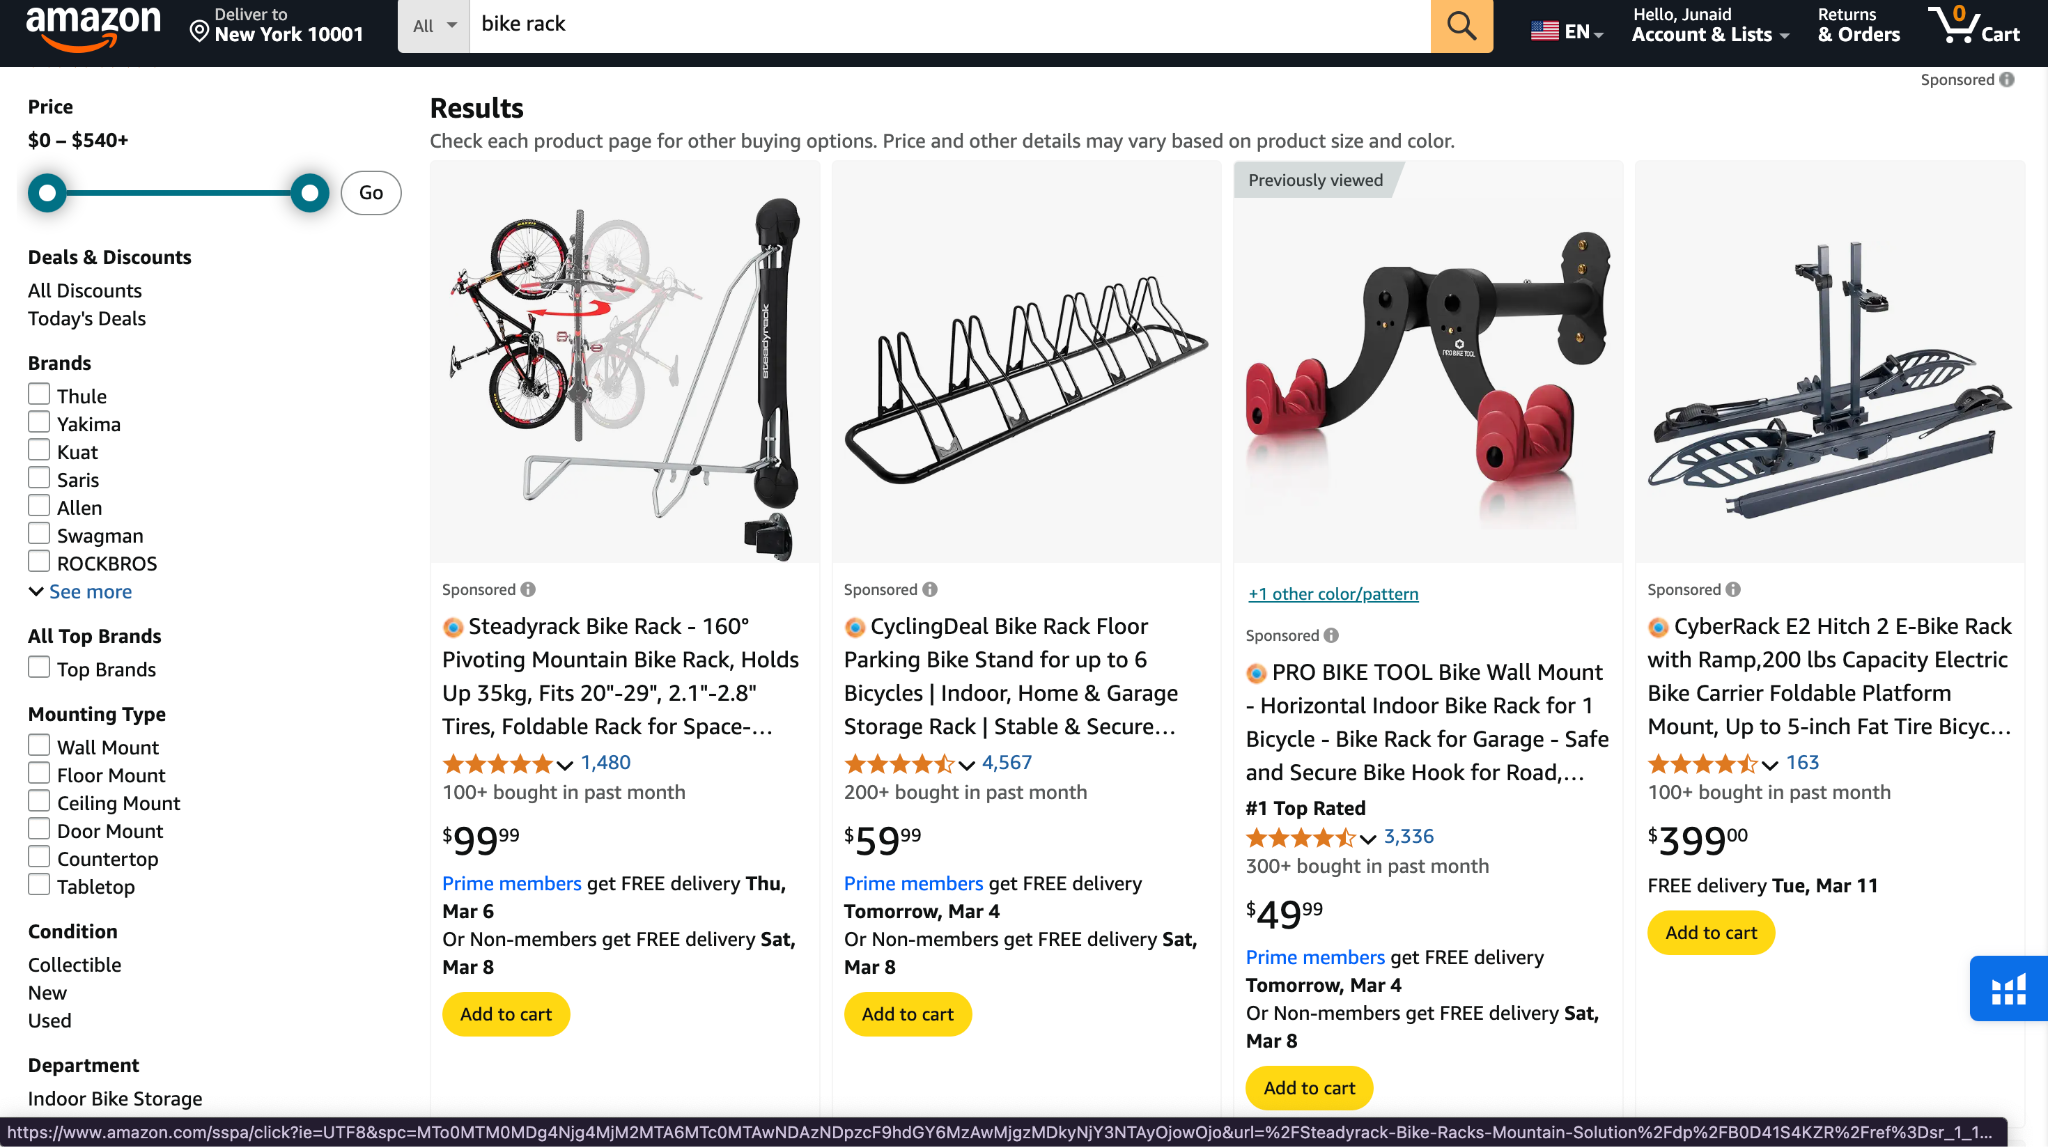 amazon
Deliver to
New York 10001
All
bike rack
EN
Hello, Junaid
Account & Lists
Returns
& Orders
0
Cart
Sponsored
Price
$0 – $540+
Go
Deals & Discounts
All Discounts
Today's Deals
Brands
Thule
Yakima
Kuat
Saris
Allen
Swagman
ROCKBROS
See more
All Top Brands
Top Brands
Mounting Type
Wall Mount
Floor Mount
Ceiling Mount
Door Mount
Countertop
Tabletop
Condition
Collectible
New
Used
Department
Indoor Bike Storage
Results
Check each product page for other buying options. Price and other details may vary based on product size and color.
steadyrack
Sponsored
Steadyrack Bike Rack - 160°
Pivoting Mountain Bike Rack, Holds
Up 35kg, Fits 20"-29", 2.1"-2.8"
Tires, Foldable Rack for Space-...
1,480
100+ bought in past month
$99.99
Prime members get FREE delivery Thu,
Mar 6
Or Non-members get FREE delivery Sat,
Mar 8
Add to cart
Sponsored
CyclingDeal Bike Rack Floor
Parking Bike Stand for up to 6
Bicycles | Indoor, Home & Garage
Storage Rack | Stable & Secure...
4,567
200+ bought in past month
$59.99
Prime members get FREE delivery
Tomorrow, Mar 4
Or Non-members get FREE delivery Sat,
Mar 8
Add to cart
Previously viewed
PRO BIKE TOOL
+1 other color/pattern
Sponsored
PRO BIKE TOOL Bike Wall Mount
- Horizontal Indoor Bike Rack for 1
Bicycle - Bike Rack for Garage - Safe
and Secure Bike Hook for Road,...
#1 Top Rated
3,336
300+ bought in past month
$49.99
Prime members get FREE delivery
Tomorrow, Mar 4
Or Non-members get FREE delivery Sat,
Mar 8
Add to cart
Sponsored
CyberRack E2 Hitch 2 E-Bike Rack
with Ramp,200 lbs Capacity Electric
Bike Carrier Foldable Platform
Mount, Up to 5-inch Fat Tire Bicyc...
163
100+ bought in past month
$399.00
FREE delivery Tue, Mar 11
Add to cart
https://www.amazon.com/sspa/click?ie=UTF8&spc=MTo0MTM0MDg4Njg4MjM2MTA6MTc0MTAwNDAzNDpzcF9hdGY6MzAwMjgzMDkyNjY3NTAyOjowOjo&url=%2FSteadyrack-Bike-Racks-Mountain-Solution%2Fdp%2FB0D41S4KZR%2Fref%3Dsr_1_1...